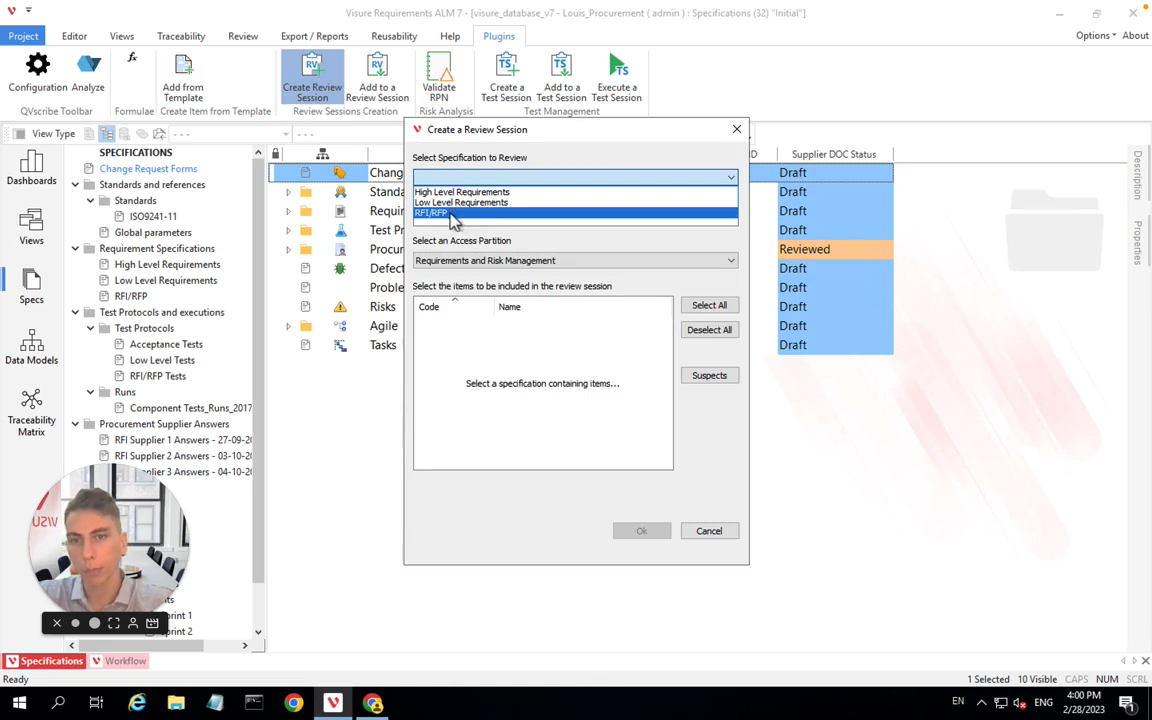 Visure Requirements ALM 7 - [visure_database_v7 - Louis_Procurement ( admin ) : Specifications (32) "Initial"]
Project Editor Views Traceability Review Export / Reports Reusability Help Plugins Options About
Configuration Analyze Add from Template Create Review Session Add to a Review Session Validate RPN Create a Test Session Add to a Test Session Execute a Test Session
QVscribe Toolbar Formulae Create Item from Template Review Sessions Creation Risk Analysis Test Management
View Type - - - - - -
Dashboards
Views
Specs
Data Models
Traceability Matrix
SPECIFICATIONS
Change Request Forms
Standards and references
Standards
ISO9241-11
Global parameters
Requirement Specifications
High Level Requirements
Low Level Requirements
RFI/RFP
Test Protocols and executions
Test Protocols
Acceptance Tests
Low Level Tests
RFI/RFP Tests
Runs
Component Tests_Runs_2017
Procurement Supplier Answers
RFI Supplier 1 Answers - 27-09-20
RFI Supplier 2 Answers - 03-10-20
Supplier 3 Answers - 04-10-20
Sprint 1
Sprint 2
Supplier DOC Status
Chang Draft
Standa Draft
Requir Draft
Test Pr Draft
Procur Reviewed
Defect Draft
Proble Draft
Risks Draft
Agile Draft
Tasks Draft
Create a Review Session
Select Specification to Review
High Level Requirements
Low Level Requirements
RFI/RFP
Select an Access Partition
Requirements and Risk Management
Select the items to be included in the review session
Code Name
Select a specification containing items...
Select All
Deselect All
Suspects
Ok Cancel
Description
Properties
Specifications Workflow
Ready 1 Selected 10 Visible CAPS NUM SCRL
EN ENG 4:00 PM
2/28/2023